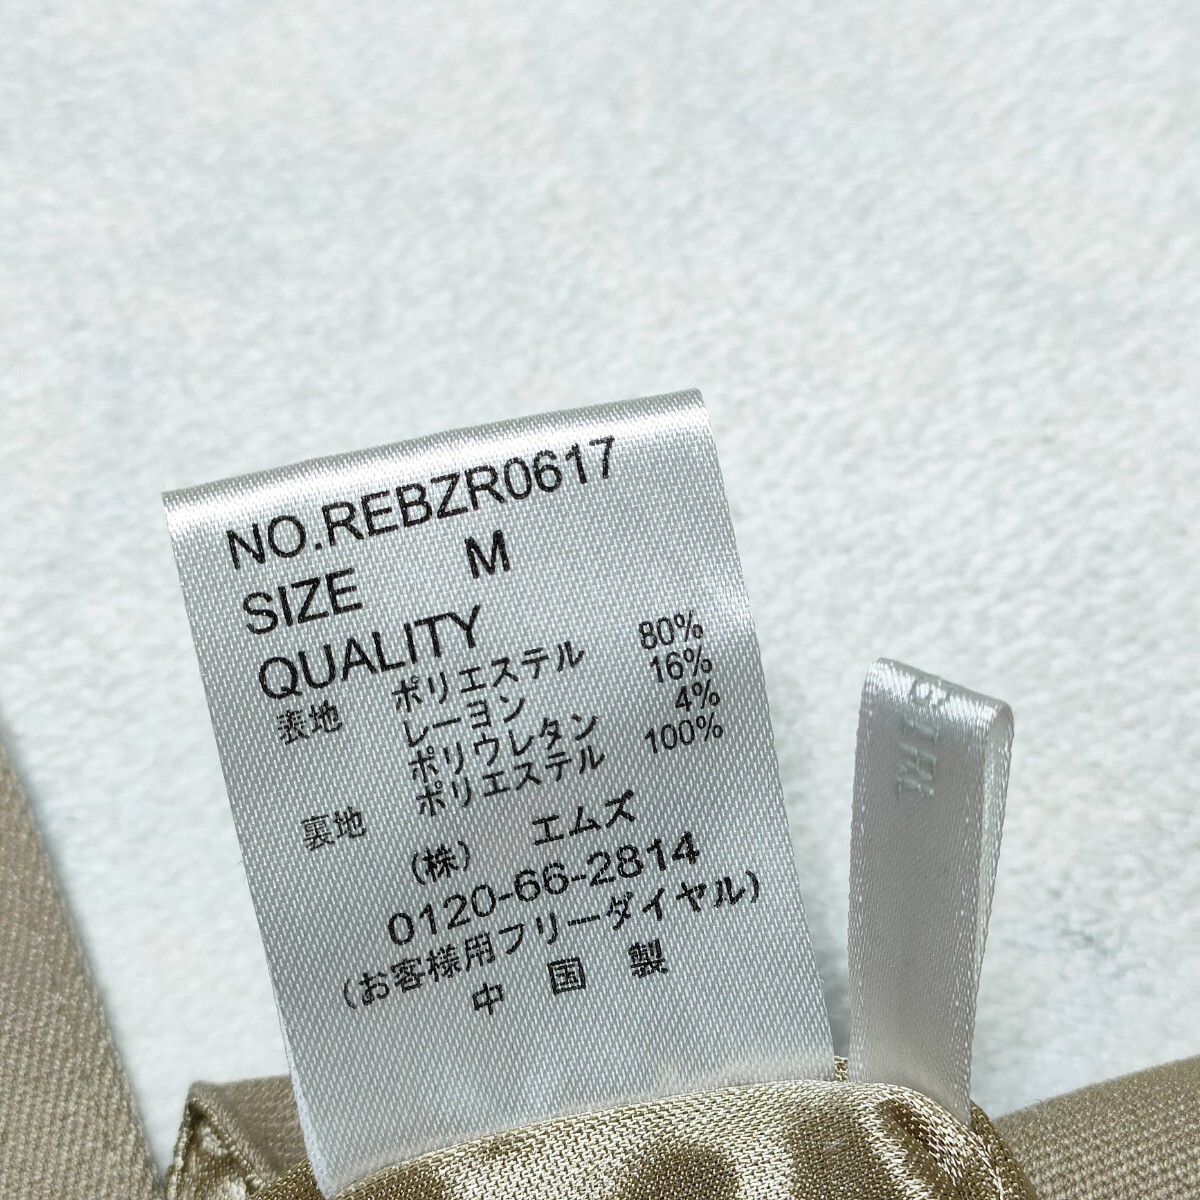 NO.REBZR0617
SIZE M
QUALITY
表地 ポリエステル 80%
レーヨン 16%
ポリウレタン 4%
裏地 ポリエステル 100%
(株) エムズ
0120-66-2814
(お客様用フリーダイヤル)
中国製